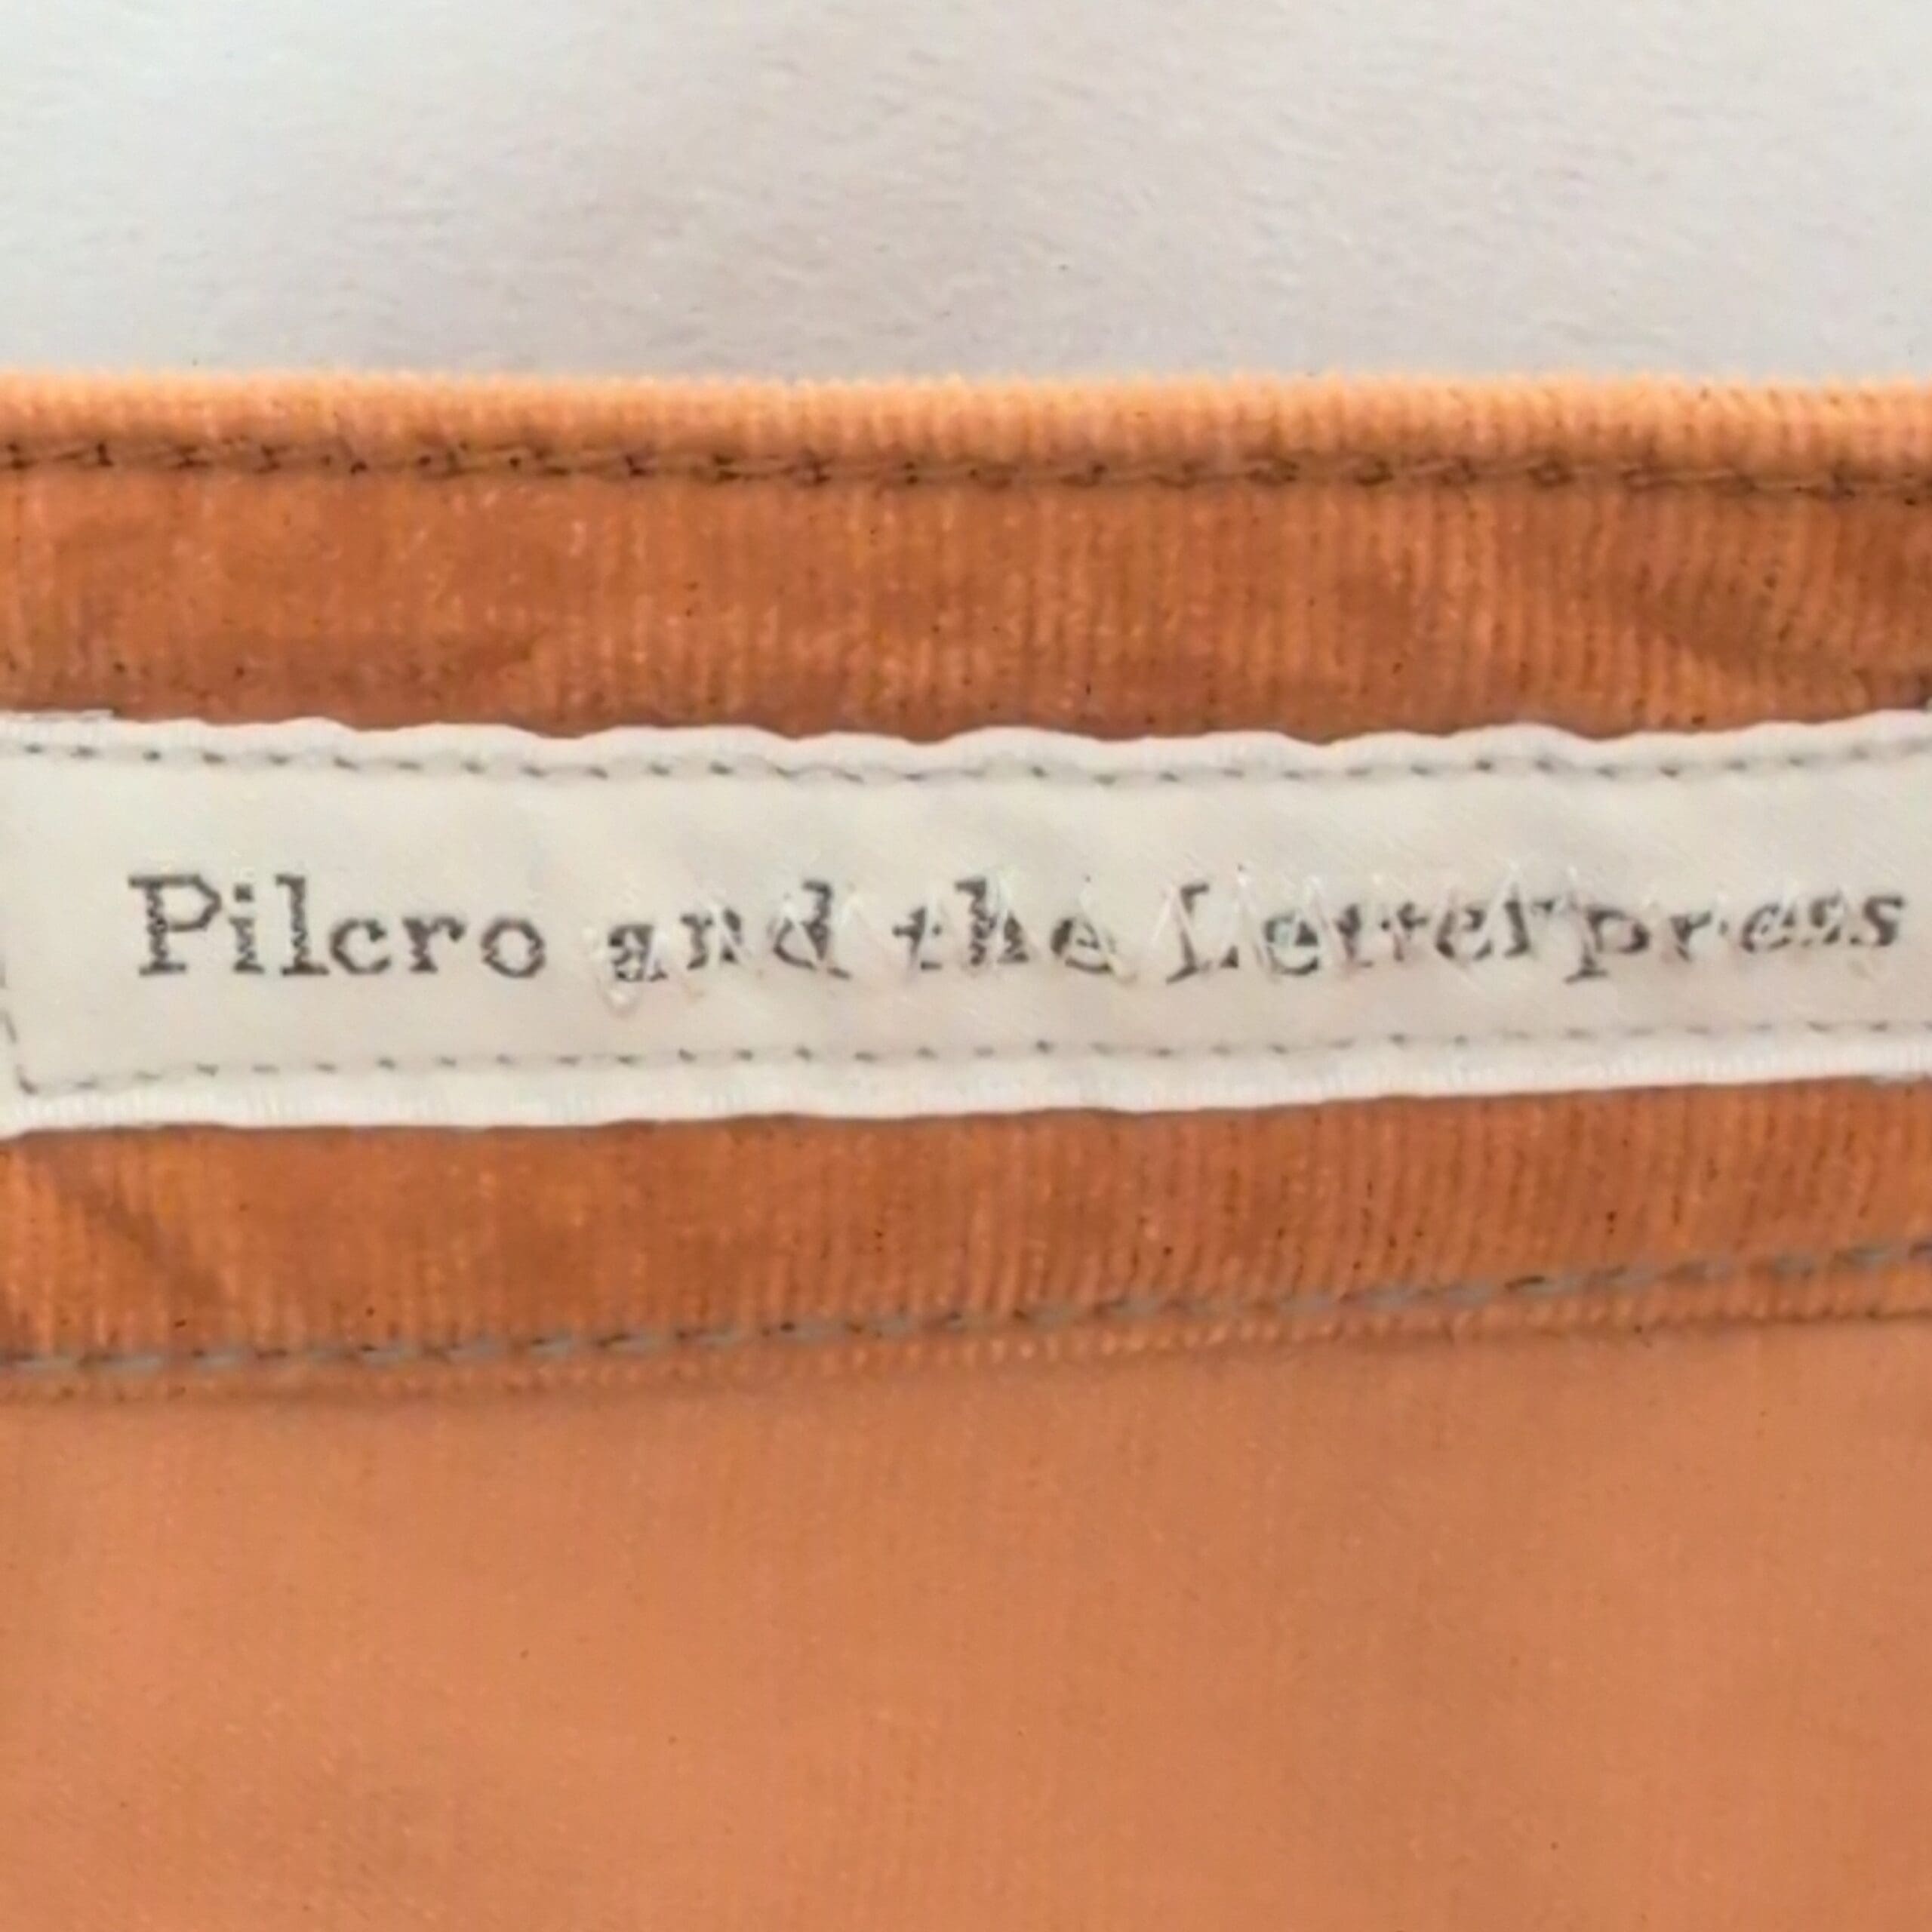 Pilcro and the Letterpress